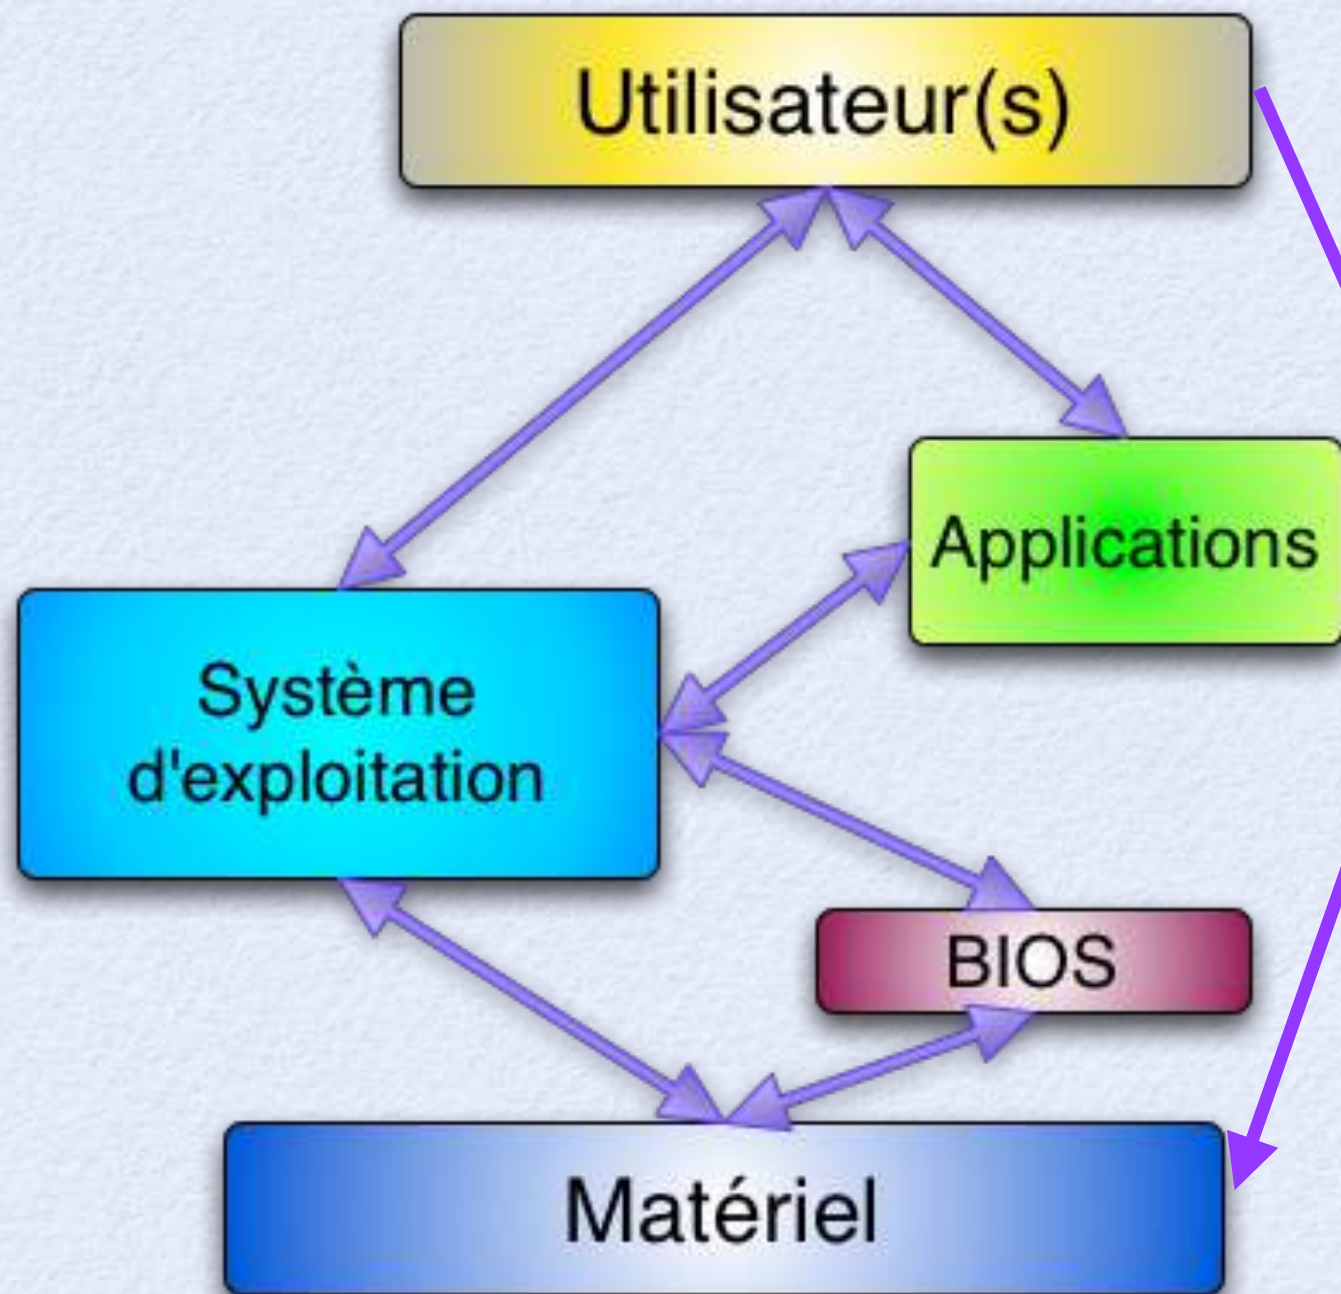 Utilisateur(s)
Applications
Système
d'exploitation
BIOS
Matériel